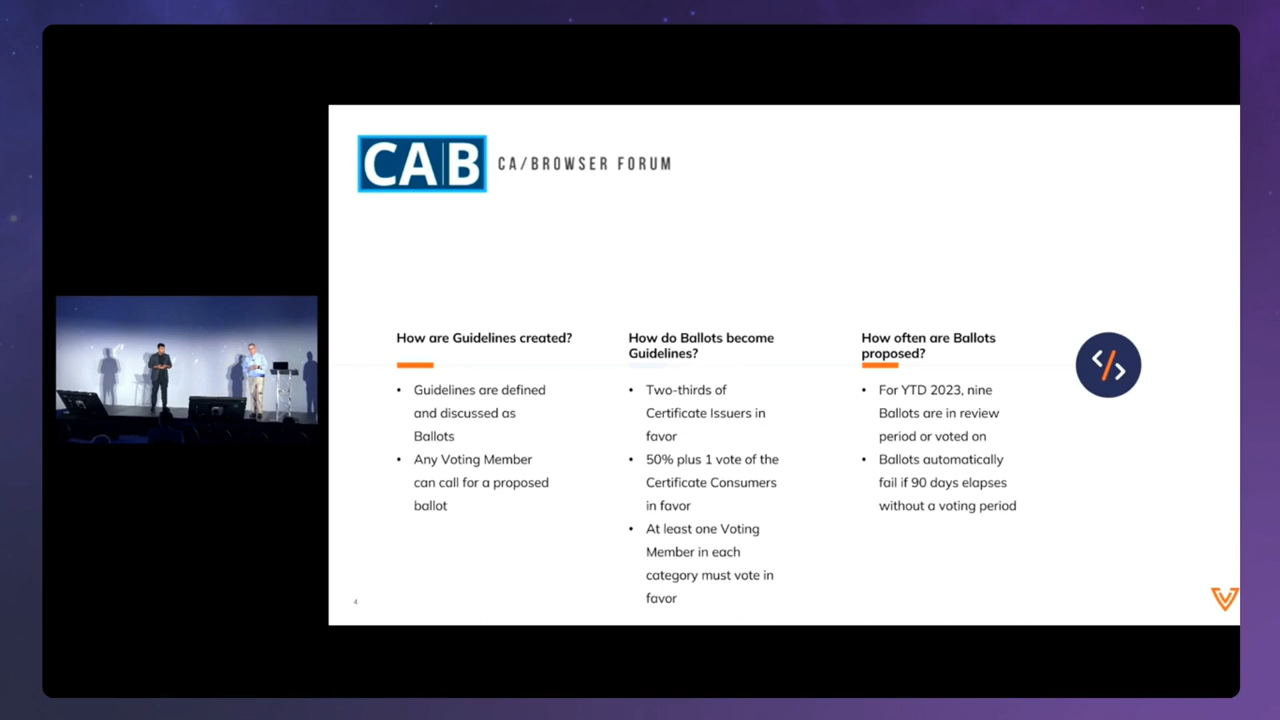 CA|B CA/BROWSER FORUM
How are Guidelines created?
• Guidelines are defined
and discussed as
Ballots
• Any Voting Member
can call for a proposed
ballot
How do Ballots become
Guidelines?
• Two-thirds of
Certificate Issuers in
favor
• 50% plus 1 vote of the
Certificate Consumers
in favor
• At least one Voting
Member in each
category must vote in
favor
How often are Ballots
proposed?
• For YTD 2023, nine
Ballots are in review
period or voted on
• Ballots automatically
fail if 90 days elapses
without a voting period
</>
4